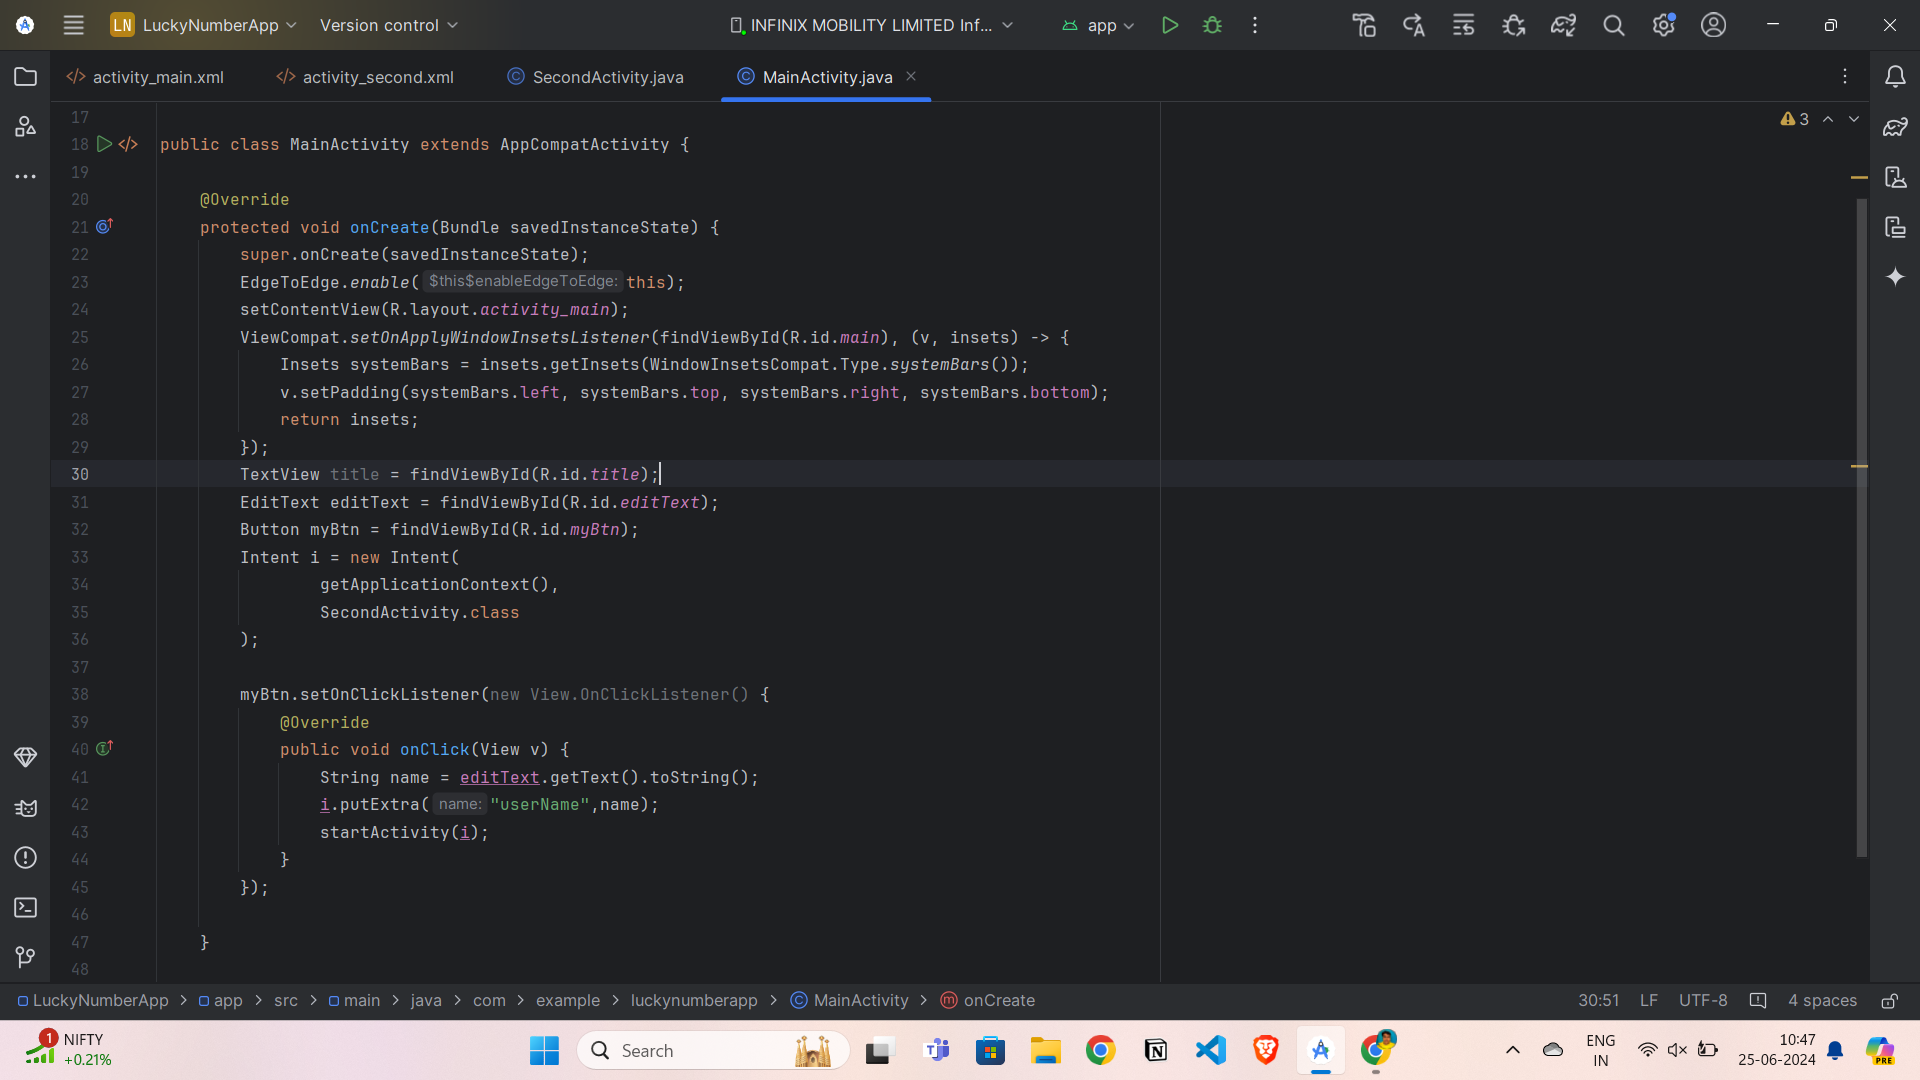 LN LuckyNumberApp Version control INFINIX MOBILITY LIMITED Inf... app
activity_main.xml activity_second.xml SecondActivity.java MainActivity.java
17 3
18 public class MainActivity extends AppCompatActivity {
19
20 @Override
21 protected void onCreate(Bundle savedInstanceState) {
22 super.onCreate(savedInstanceState);
23 EdgeToEdge.enable( $this$enableEdgeToEdge: this);
24 setContentView(R.layout.activity_main);
25 ViewCompat.setOnApplyWindowInsetsListener(findViewById(R.id.main), (v, insets) -> {
26 Insets systemBars = insets.getInsets(WindowInsetsCompat.Type.systemBars());
27 v.setPadding(systemBars.left, systemBars.top, systemBars.right, systemBars.bottom);
28 return insets;
29 });
30 TextView title = findViewById(R.id.title);
31 EditText editText = findViewById(R.id.editText);
32 Button myBtn = findViewById(R.id.myBtn);
33 Intent i = new Intent(
34 getApplicationContext(),
35 SecondActivity.class
36 );
37
38 myBtn.setOnClickListener(new View.OnClickListener() {
39 @Override
40 public void onClick(View v) {
41 String name = editText.getText().toString();
42 i.putExtra( name: "userName",name);
43 startActivity(i);
44 }
45 });
46
47 }
48
LuckyNumberApp > app > src > main > java > com > example > luckynumberapp > MainActivity > onCreate 30:51 LF UTF-8 4 spaces
1 NIFTY
+0.21%
Search
ENG
IN
10:47
25-06-2024
PRE